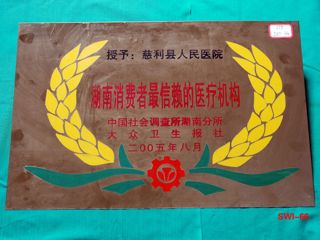 授予：慈利县人民医院
湖南消费者最信赖的医疗机构
中国社会调查所湖南分所
大众卫生报社
二00五年八月
SWI-66